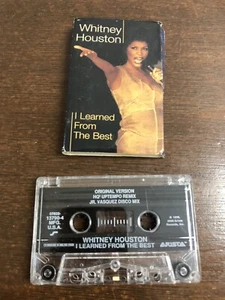 Whitney
Houston
I Learned
From
The Best
ORIGINAL VERSION
HQ² UPTEMPO REMIX
JR. VASQUEZ DISCO MIX
MFG.
U.S.A.
WHITNEY HOUSTON
I LEARNED FROM THE BEST
ARISTA